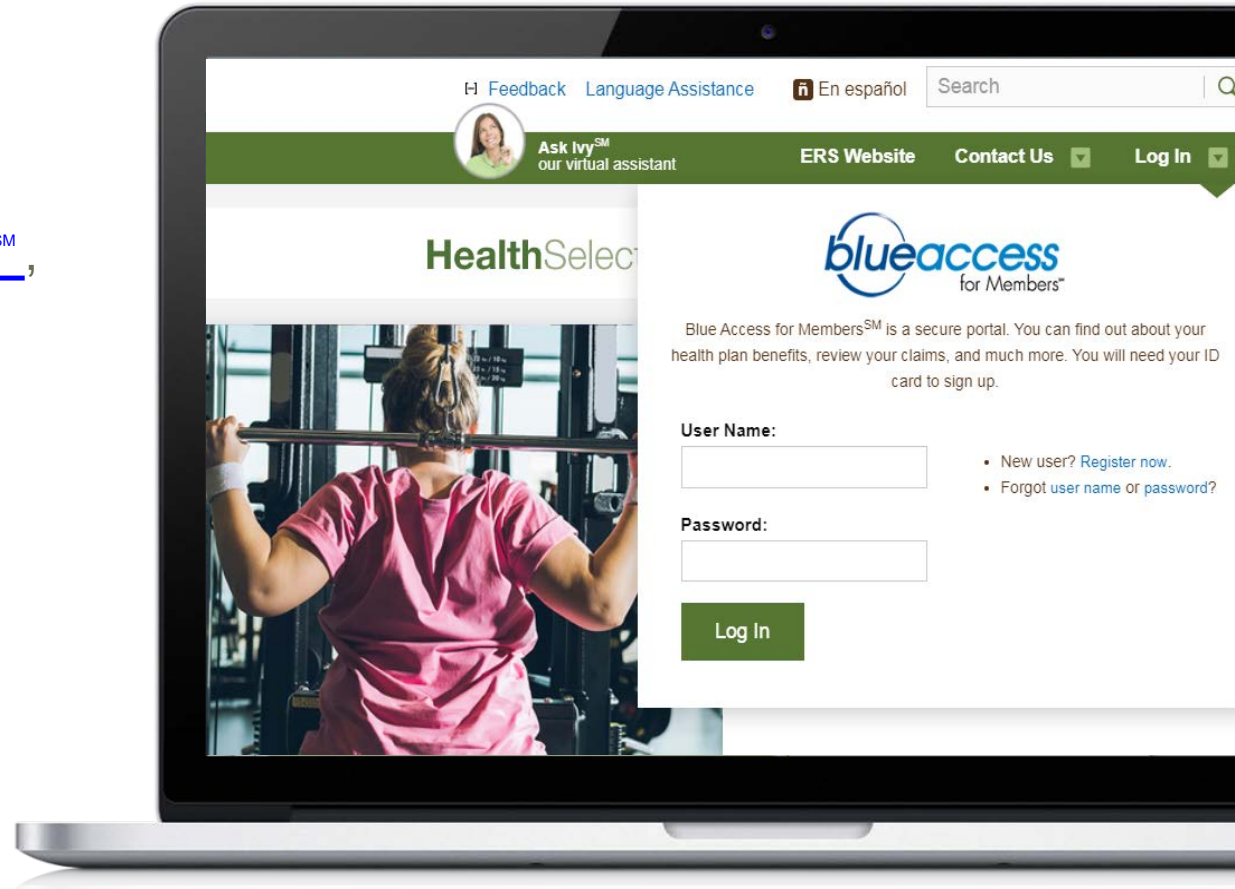 SM
,
[+] Feedback Language Assistance ñ En español Search
Ask IvySM
our virtual assistant
ERS Website Contact Us Log In
HealthSelec
blueaccess
for Members℠
Blue Access for MembersSM is a secure portal. You can find out about your
health plan benefits, review your claims, and much more. You will need your ID
card to sign up.
User Name:
• New user? Register now.
• Forgot user name or password?
Password:
Log In